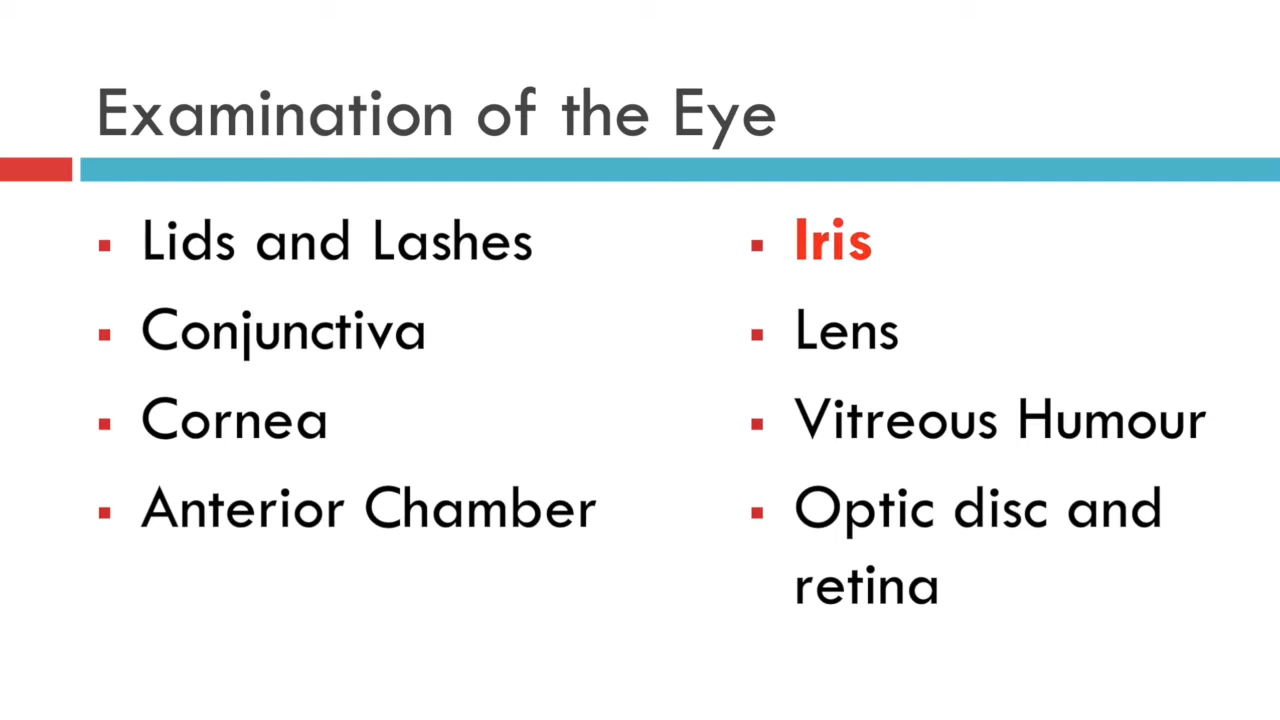 Examination of the Eye
Lids and Lashes
Conjunctiva
Cornea
Anterior Chamber
Iris
Lens
Vitreous Humour
Optic disc and
retina